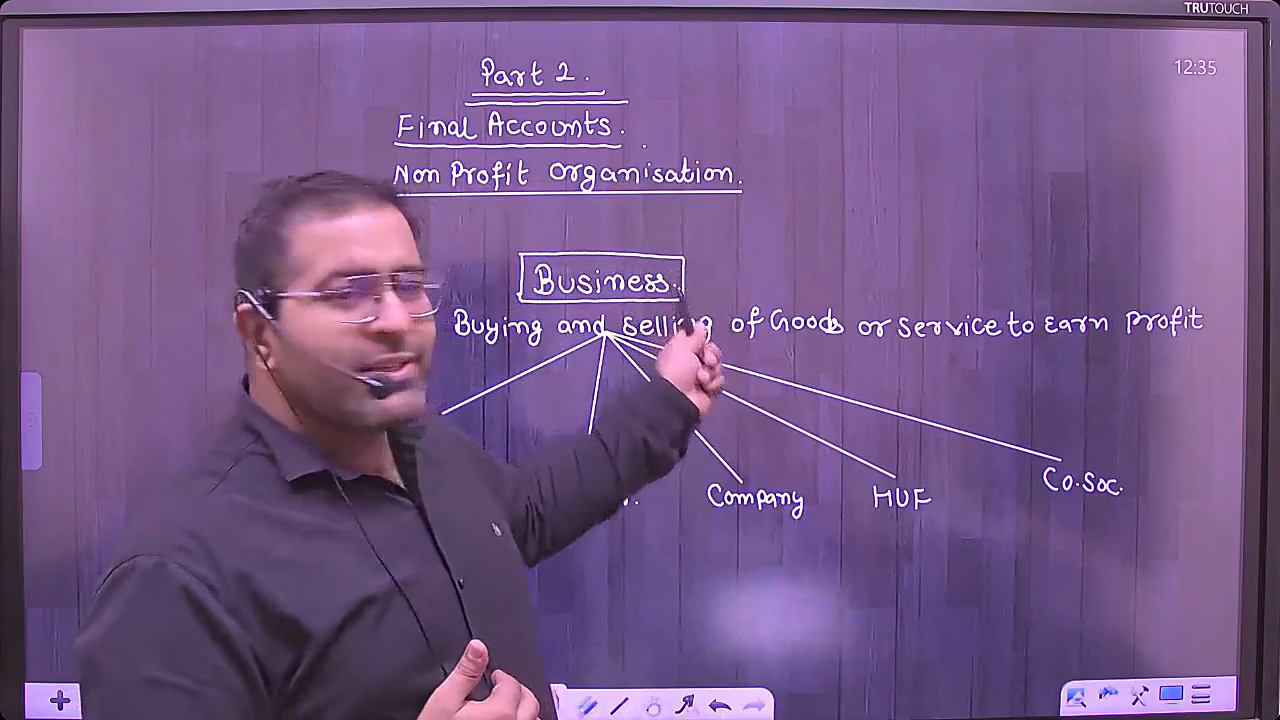 TRUTOUCH
12:35
Part 2.
Final Accounts.
Non Profit Organisation.
Business.
Buying and selling of Goods or service to Earn Profit
Company
HUF
Co.Soc.